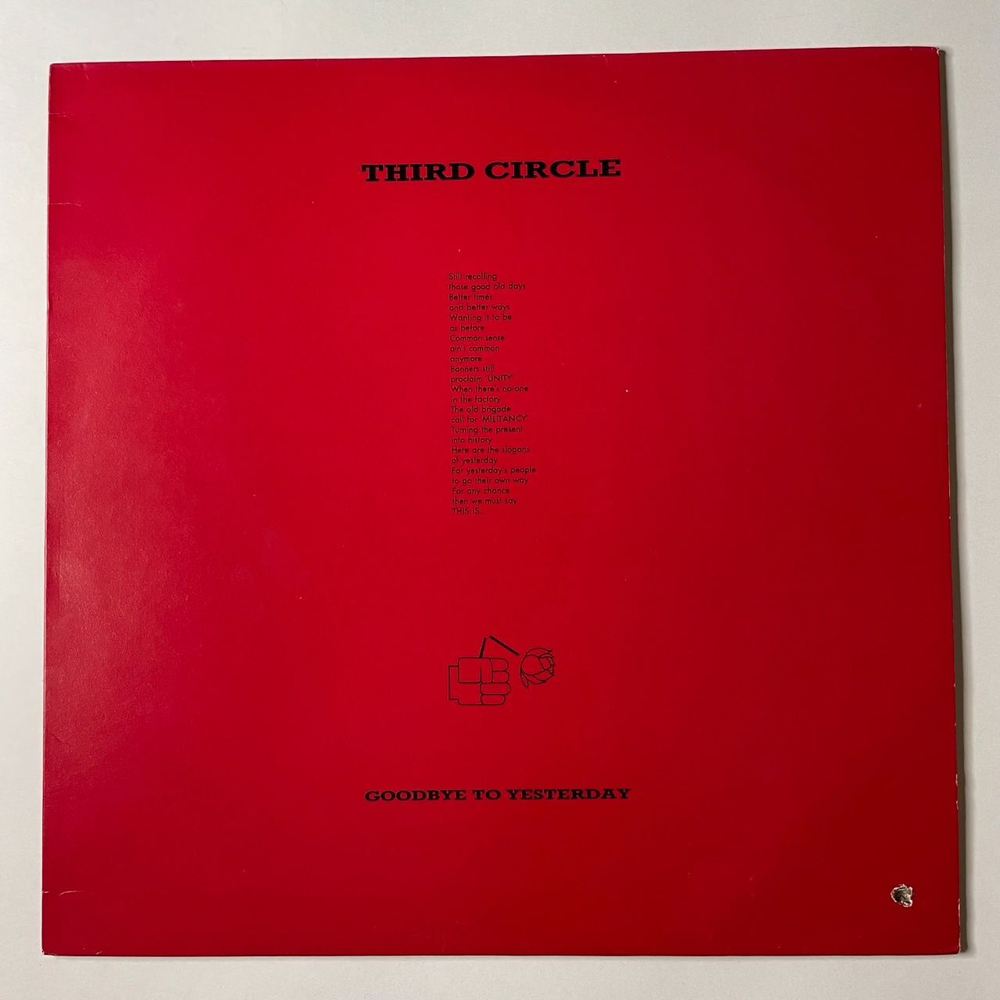 THIRD CIRCLE
Still recalling
those good old days
Better times
and better ways
Wanting it to be
as before
Common sense
ain't common
anymore
Banners still
proclaim 'UNITY'
When there's no-one
in the factory
The old brigade
call for 'MILITANCY'
Turning the present
into history
Here are the slogans
of yesterday
For yesterday's people
to go their own way
For any chance
then we must say
THIS IS...
GOODBYE TO YESTERDAY